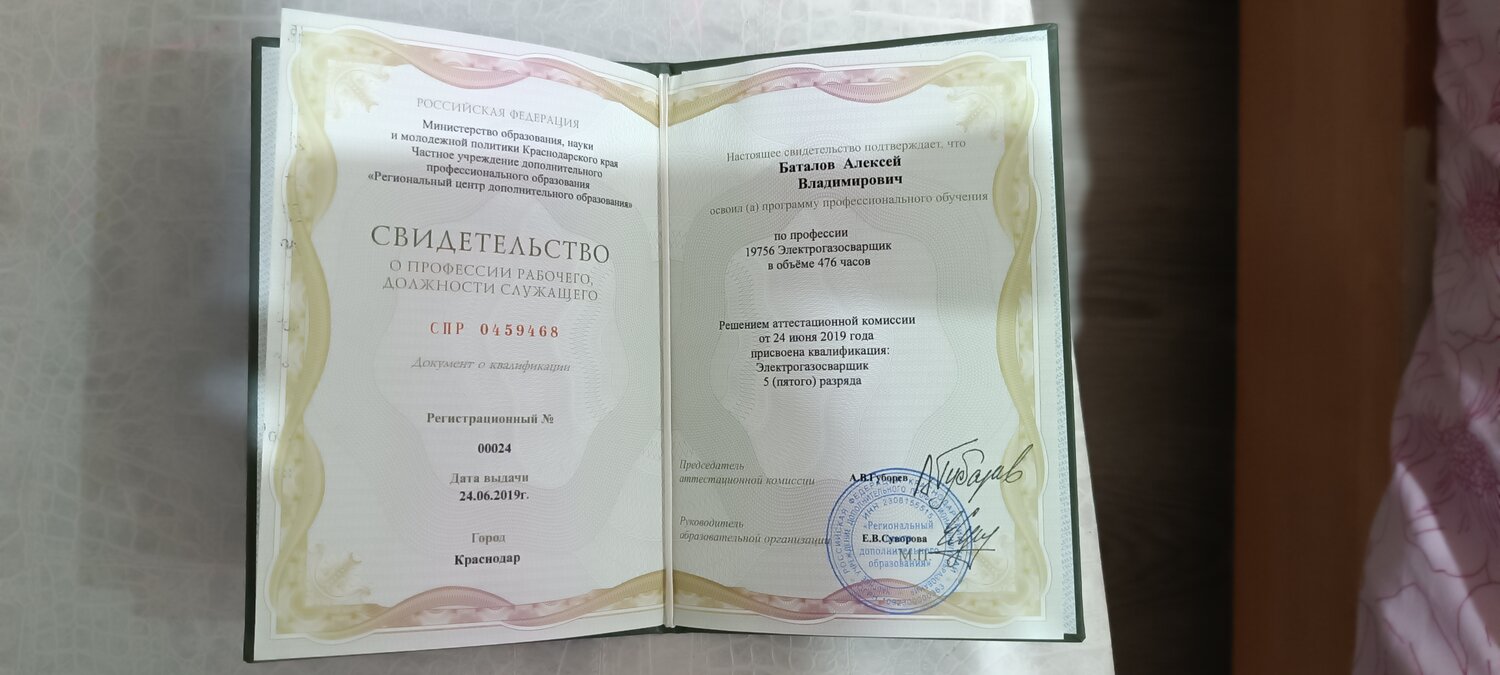 РОССИЙСКАЯ ФЕДЕРАЦИЯ
Министерство образования, науки
и молодежной политики Краснодарского края
Частное учреждение дополнительного
профессионального образования
«Региональный центр дополнительного образования»
СВИДЕТЕЛЬСТВО
О ПРОФЕССИИ РАБОЧЕГО,
ДОЛЖНОСТИ СЛУЖАЩЕГО
СПР 0459468
Документ о квалификации
Регистрационный №
00024
Дата выдачи
24.06.2019г.
Город
Краснодар
Настоящее свидетельство подтверждает, что
Баталов Алексей
Владимирович
освоил (а) программу профессионального обучения
по профессии
19756 Электрогазосварщик
в объёме 476 часов
Решением аттестационной комиссии
от 24 июня 2019 года
присвоена квалификация:
Электрогазосварщик
5 (пятого) разряда
Председатель
аттестационной комиссии
А.В.Губорев
Руководитель
образовательной организации
Е.В.Суворова
М.П.
«Региональный
дополнительного
образования»